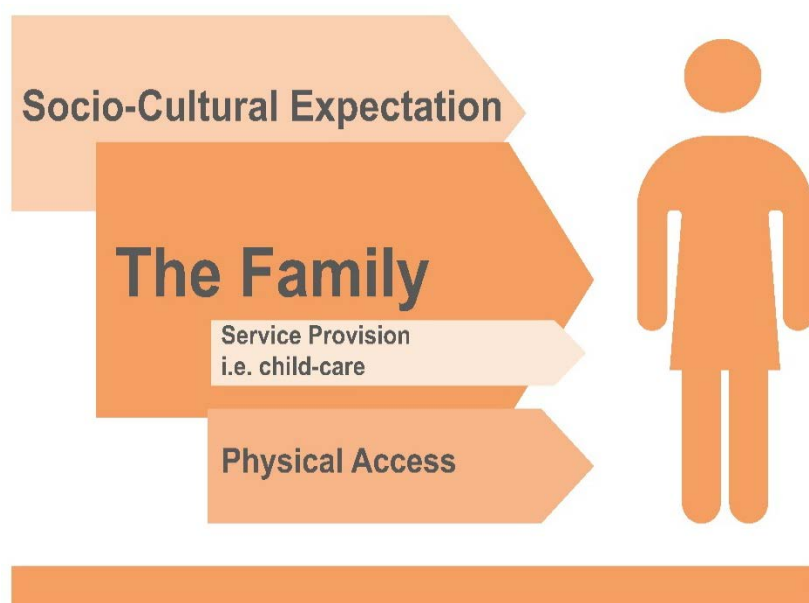 Socio-Cultural Expectation
The Family
Service Provision
i.e. child-care
Physical Access